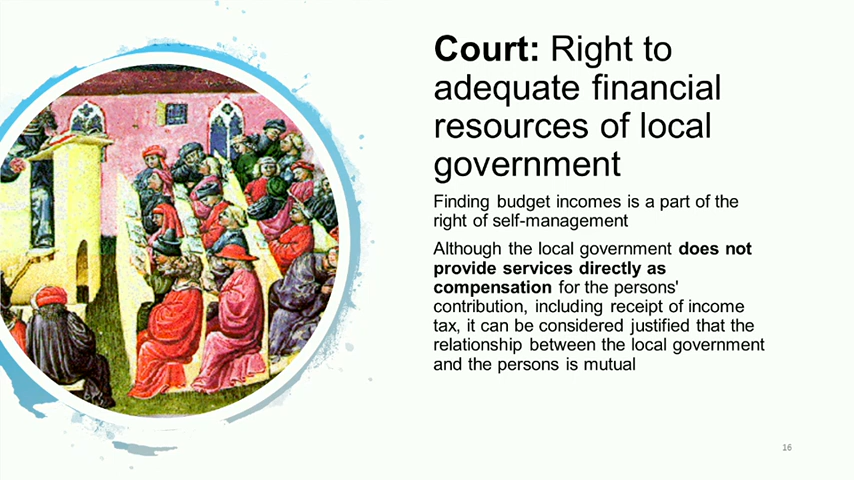 Court: Right to
adequate financial
resources of local
government
Finding budget incomes is a part of the
right of self-management
Although the local government does not
provide services directly as
compensation for the persons'
contribution, including receipt of income
tax, it can be considered justified that the
relationship between the local government
and the persons is mutual
16